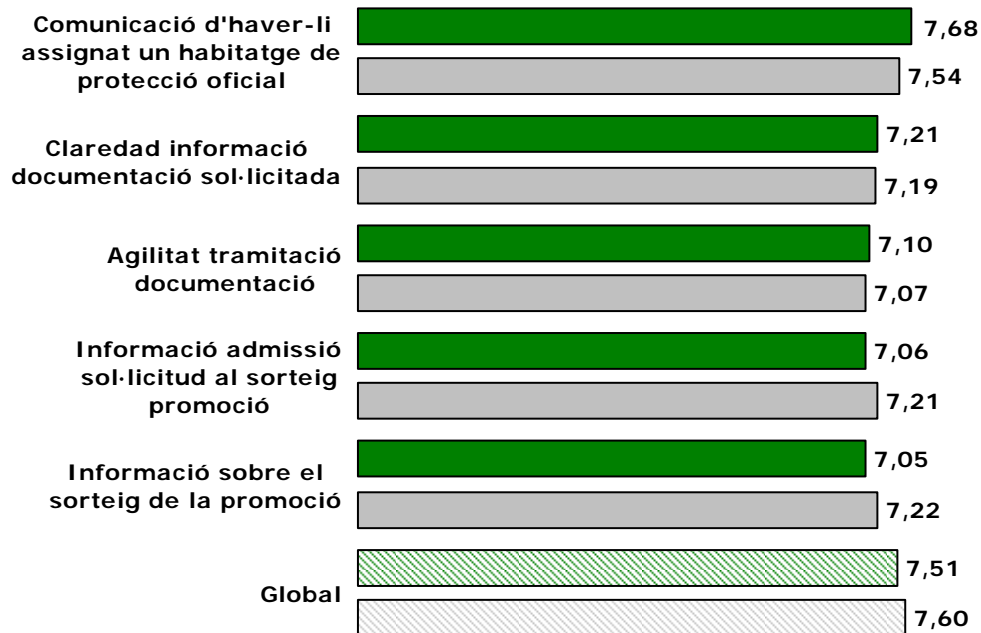 Comunicació d'haver-li
assignat un habitatge de
protecció oficial
7,68
7,54
Claredad informació
documentació sol·licitada
7,21
7,19
Agilitat tramitació
documentació
7,10
7,07
Informació admissió
sol·licitud al sorteig
promoció
7,06
7,21
Informació sobre el
sorteig de la promoció
7,05
7,22
Global
7,51
7,60